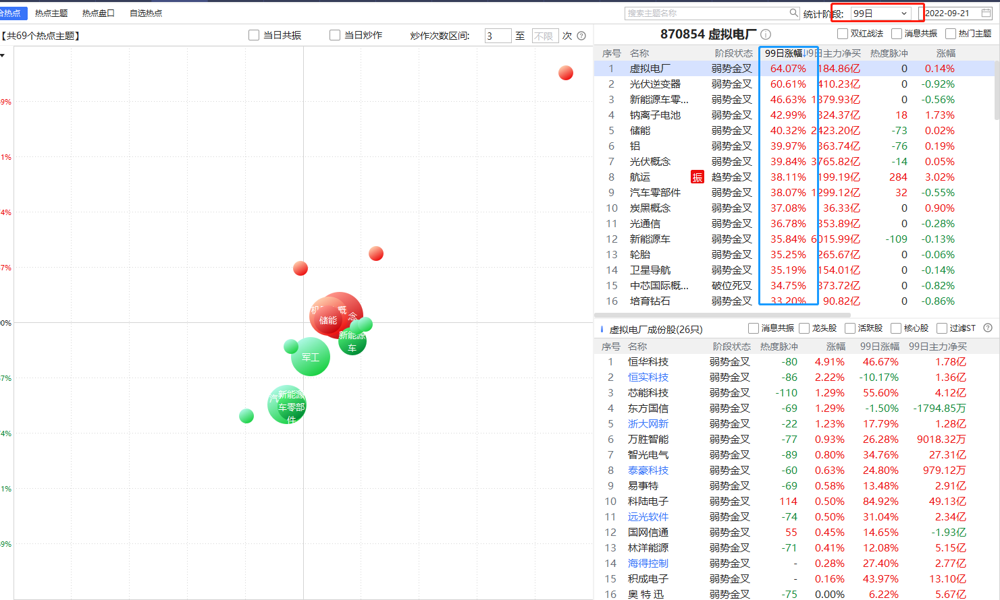 合热点 热点主题 热点盘口 自选热点 搜索主题名称 统计阶段: 99日 2022-09-21
【共69个热点主题】 当日共振 当日炒作 炒作次数区间: 3 至 不限 次 870854 虚拟电厂 双红战法 消息共振 热门主题
序号 名称 阶段状态 99日涨幅↓ 9日主力净买 热度脉冲 涨幅
1 虚拟电厂 弱势金叉 64.07% 184.86亿 0 0.14%
2 光伏逆变器 弱势金叉 60.61% 410.23亿 0 -0.92%
3 新能源车零... 弱势金叉 46.63% 1379.93亿 0 -0.56%
4 钠离子电池 弱势金叉 42.99% 324.37亿 18 1.73%
5 储能 弱势金叉 40.32% 2423.20亿 -73 0.02%
6 铝 弱势金叉 39.97% 363.74亿 -76 0.19%
7 光伏概念 弱势金叉 39.84% 3765.82亿 -14 0.05%
8 航运 振 趋势金叉 38.11% 199.19亿 284 3.02%
9 汽车零部件 弱势金叉 38.07% 1299.12亿 32 -0.55%
10 炭黑概念 弱势金叉 37.08% 36.33亿 0 0.90%
11 光通信 弱势金叉 36.78% 353.89亿 0 -0.28%
12 新能源车 弱势金叉 35.84% 6015.99亿 -109 -0.13%
13 轮胎 弱势金叉 35.25% 265.67亿 0 -0.06%
14 卫星导航 弱势金叉 35.19% 154.01亿 0 -0.14%
15 中芯国际概... 破位死叉 34.75% 373.72亿 0 -0.82%
16 培育钻石 弱势金叉 33.20% 90.82亿 0 -0.86%
虚拟电厂成份股(26只) 消息共振 龙头股 活跃股 核心股 过滤ST
序号 名称 阶段状态 热度脉冲 涨幅 99日涨幅 99日主力净买
1 恒华科技 弱势金叉 -80 4.91% 46.67% 1.78亿
2 恒实科技 弱势金叉 -86 2.22% -10.17% 1.36亿
3 芯能科技 弱势金叉 -110 1.29% 55.60% 4.12亿
4 东方国信 弱势金叉 -69 1.29% -1.50% -1794.85万
5 浙大网新 弱势金叉 -22 1.23% 17.79% 1.28亿
6 万胜智能 弱势金叉 -77 0.93% 26.28% 9018.32万
7 智光电气 弱势金叉 -89 0.80% 34.76% 27.31亿
8 泰豪科技 弱势金叉 -60 0.63% 24.80% 979.12万
9 易事特 弱势金叉 -69 0.58% 13.48% 2.91亿
10 科陆电子 弱势金叉 114 0.50% 84.92% 49.13亿
11 远光软件 弱势金叉 -74 0.50% 31.04% 2.34亿
12 国网信通 弱势金叉 55 0.45% 14.65% -1.93亿
13 林洋能源 弱势金叉 -71 0.41% 12.08% 5.15亿
14 海得控制 弱势金叉 - 0.28% 27.40% 2.77亿
15 积成电子 弱势金叉 - 0.16% 43.97% 13.10亿
16 奥特迅 弱势金叉 -75 0.00% 6.22% 5.67亿
9%
1%
4%
7%
0%
7%
4%
1%
9%
概
念
储能
新能源
车
军工
汽 新能源
车零部
件